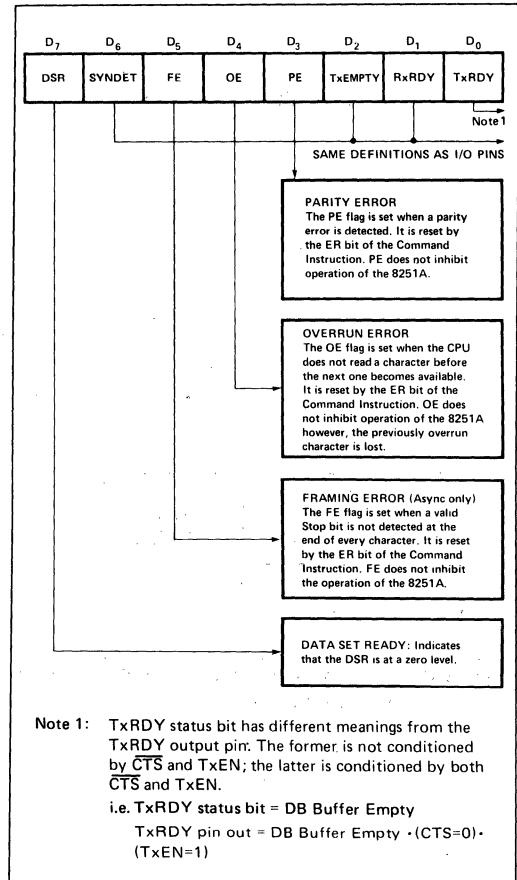 D7 D6 D5 D4 D3 D2 D1 D0
DSR SYNDET FE OE PE TxEMPTY RxRDY TxRDY
Note 1
SAME DEFINITIONS AS I/O PINS
PARITY ERROR
The PE flag is set when a parity
error is detected. It is reset by
the ER bit of the Command
Instruction. PE does not inhibit
operation of the 8251A.
OVERRUN ERROR
The OE flag is set when the CPU
does not read a character before
the next one becomes available.
It is reset by the ER bit of the
Command Instruction. OE does
not inhibit operation of the 8251A
however, the previously overrun
character is lost.
FRAMING ERROR (Async only)
The FE flag is set when a valid
Stop bit is not detected at the
end of every character. It is reset
by the ER bit of the Command
Instruction. FE does not inhibit
the operation of the 8251A.
DATA SET READY: Indicates
that the DSR is at a zero level.
Note 1: TxRDY status bit has different meanings from the
TxRDY output pin. The former is not conditioned
by C̅T̅S̅ and TxEN; the latter is conditioned by both
C̅T̅S̅ and TxEN.
i.e. TxRDY status bit = DB Buffer Empty
TxRDY pin out = DB Buffer Empty •(CTS=0)•
(TxEN=1)